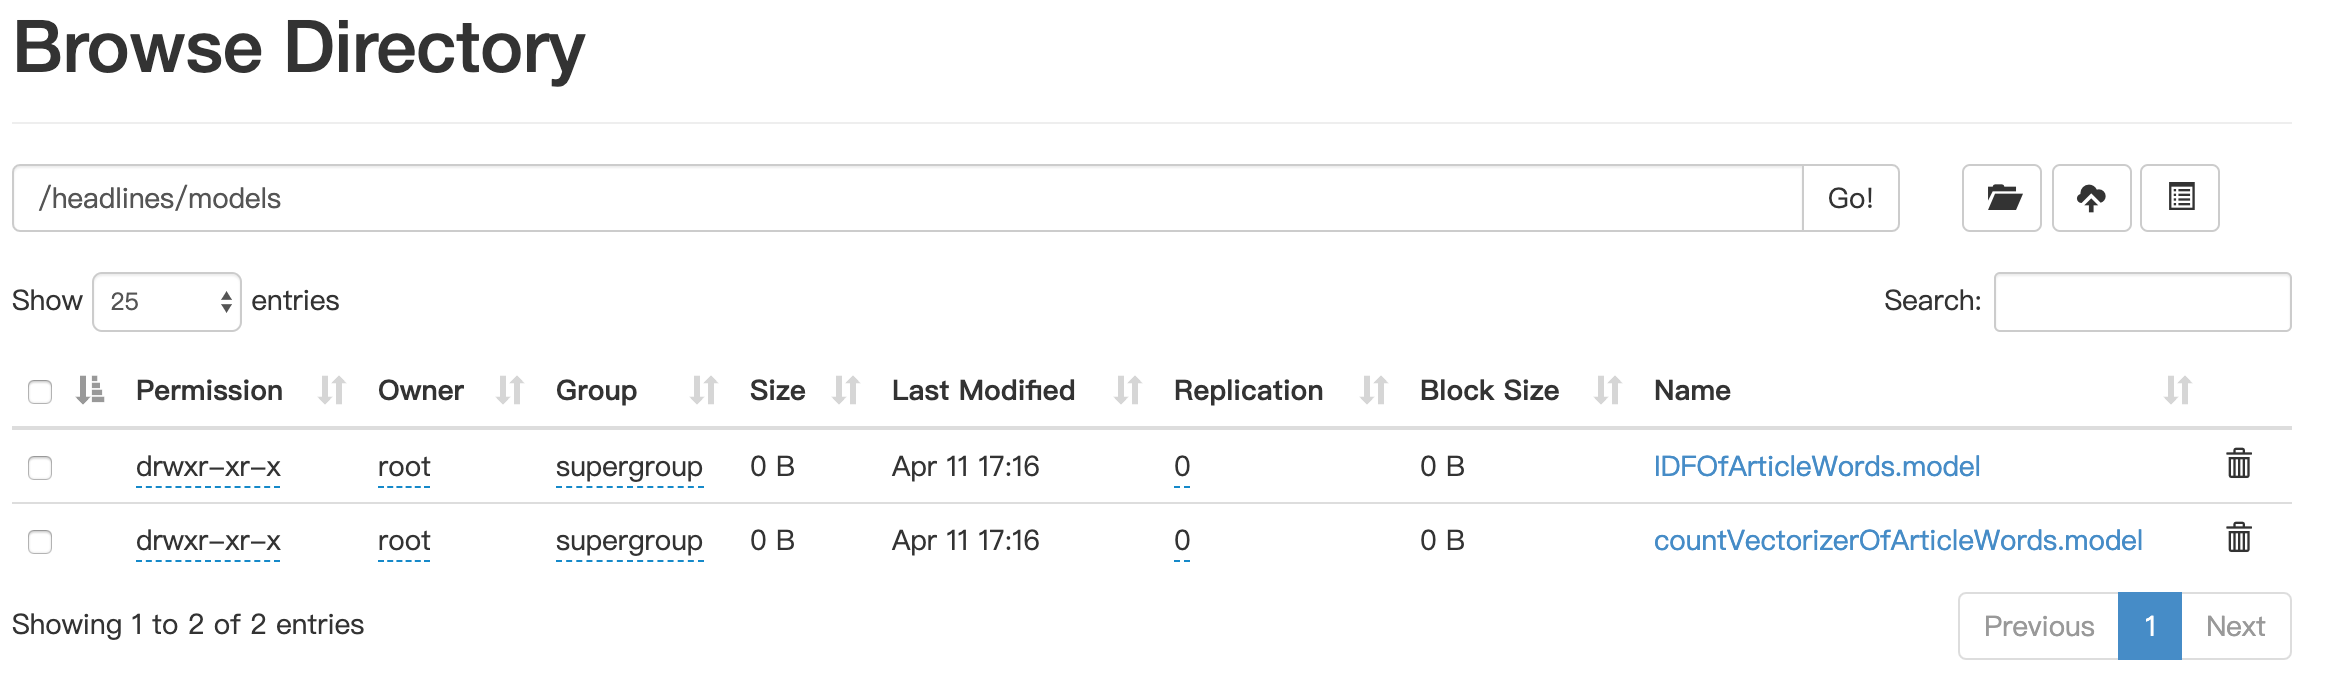 Browse Directory
/headlines/models Go!
Show 25 entries Search:
Permission Owner Group Size Last Modified Replication Block Size Name
drwxr-xr-x root supergroup 0 B Apr 11 17:16 0 0 B IDFOfArticleWords.model
drwxr-xr-x root supergroup 0 B Apr 11 17:16 0 0 B countVectorizerOfArticleWords.model
Showing 1 to 2 of 2 entries Previous 1 Next